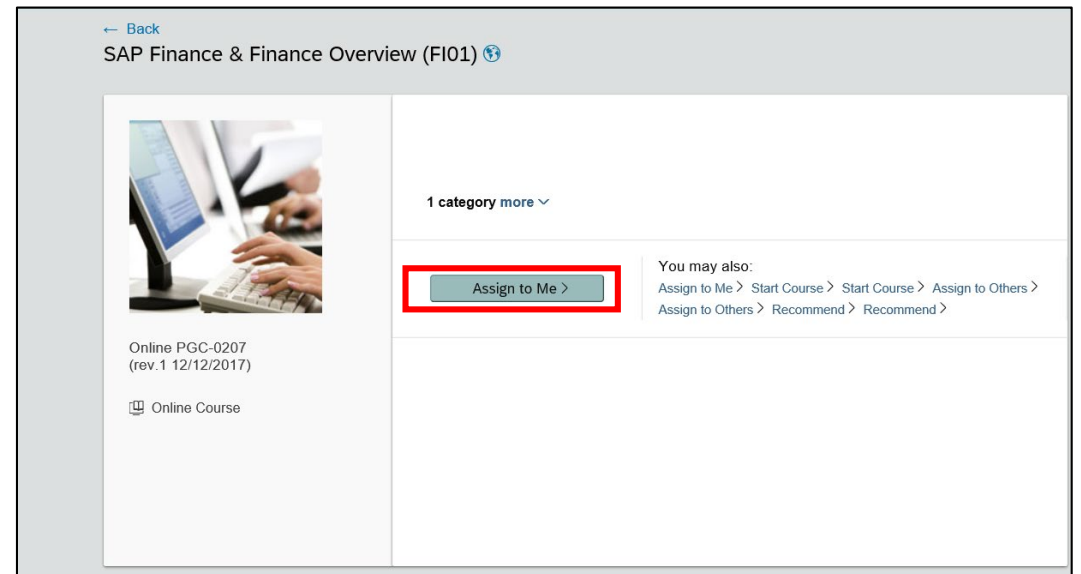 ← Back
SAP Finance & Finance Overview (FI01)
1 category more
Assign to Me >
You may also:
Assign to Me > Start Course > Start Course > Assign to Others >
Assign to Others > Recommend > Recommend >
Online PGC-0207
(rev.1 12/12/2017)
Online Course